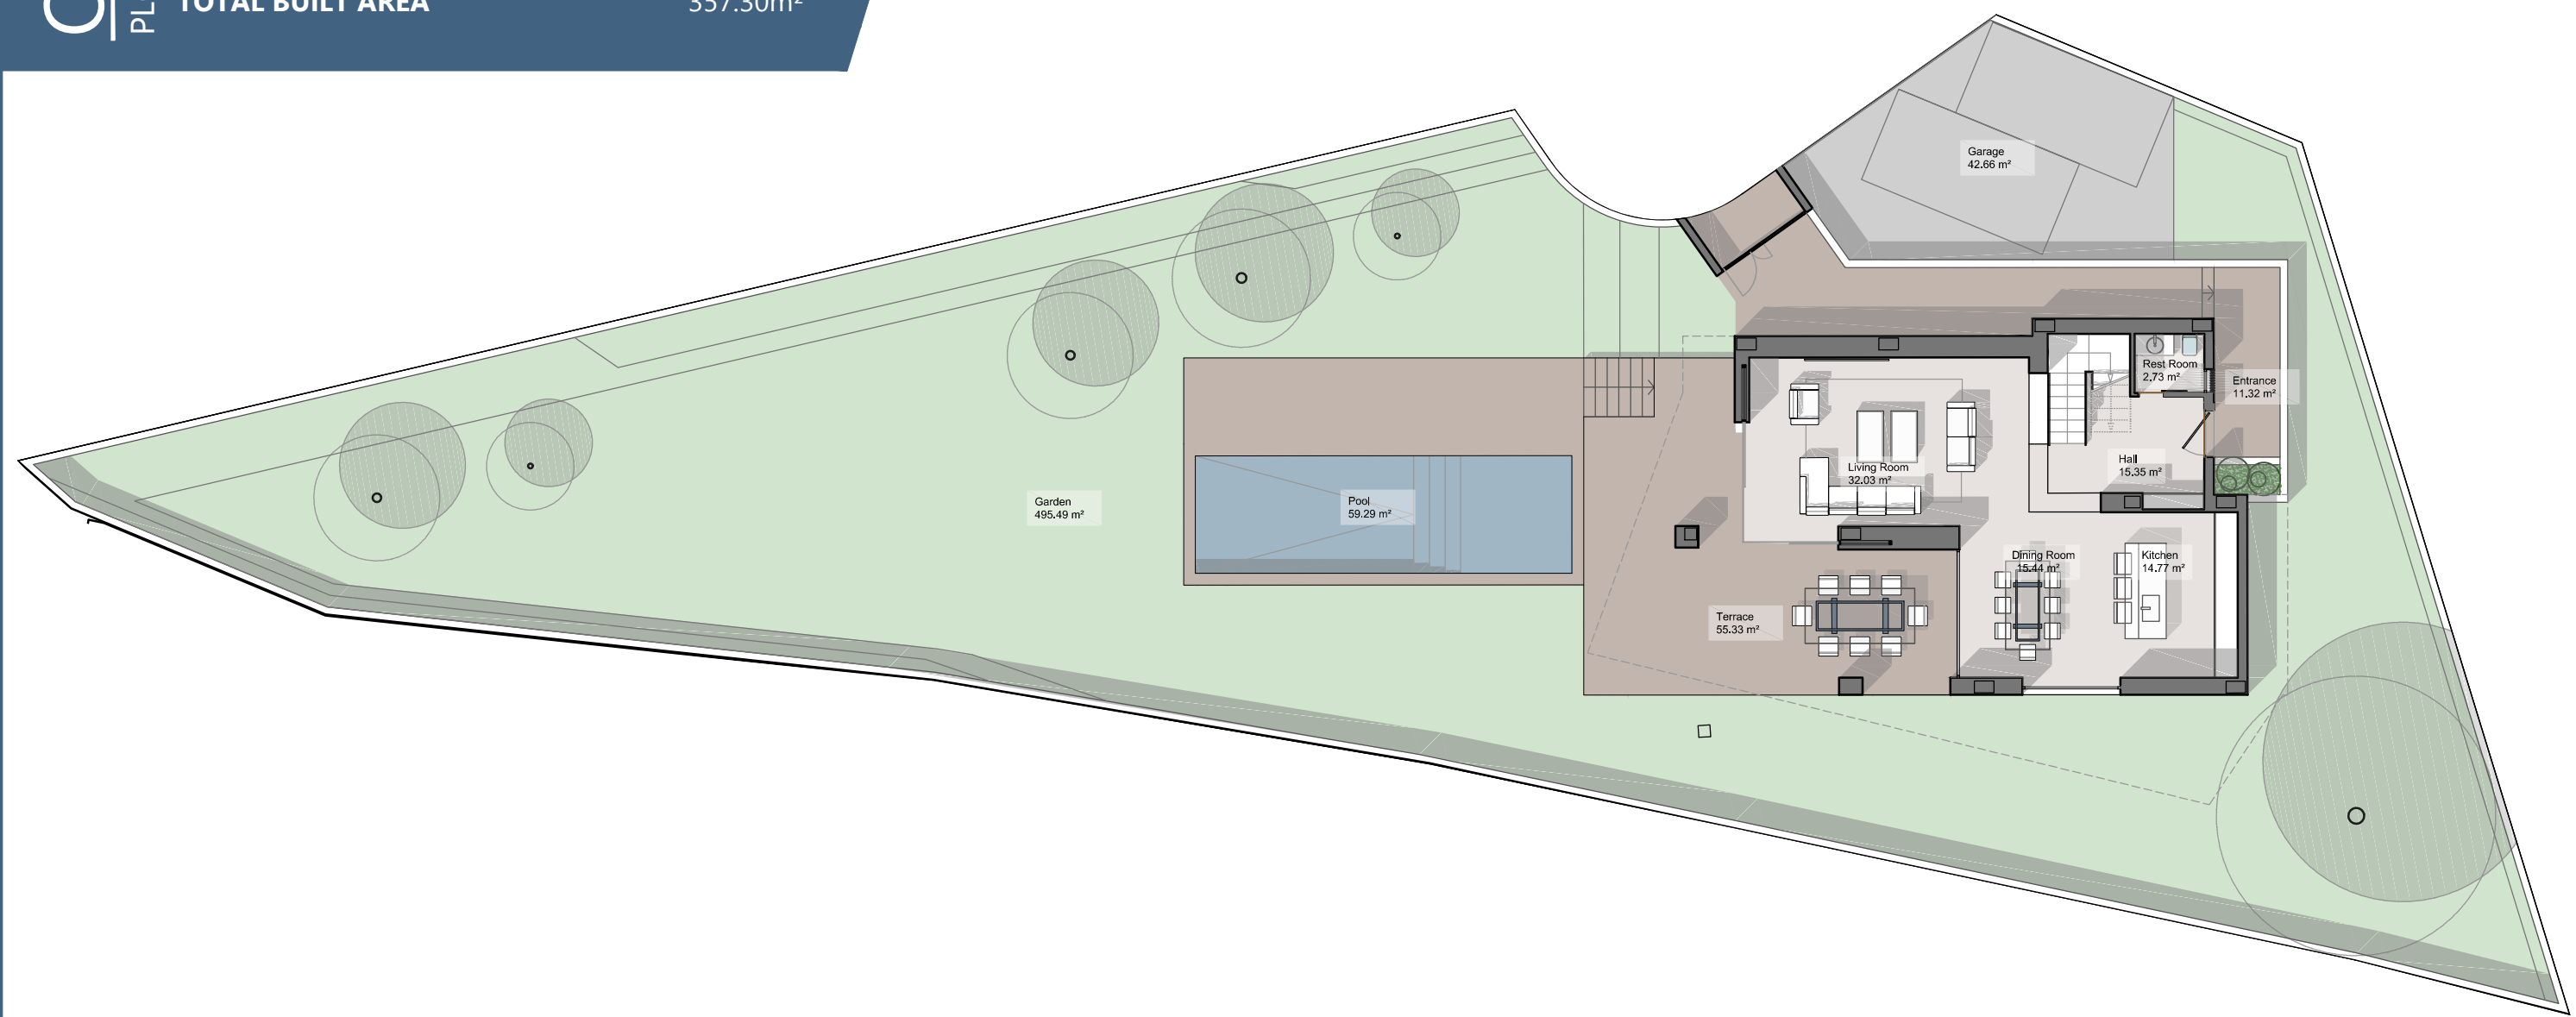 TOTAL BUILT AREA 357.30m²
PL
Garage
42.66 m²
Rest Room
2.73 m²
Entrance
11.32 m²
Hall
15.35 m²
Living Room
32.03 m²
Garden
495.49 m²
Pool
59.29 m²
Dining Room
15.44 m²
Kitchen
14.77 m²
Terrace
55.33 m²